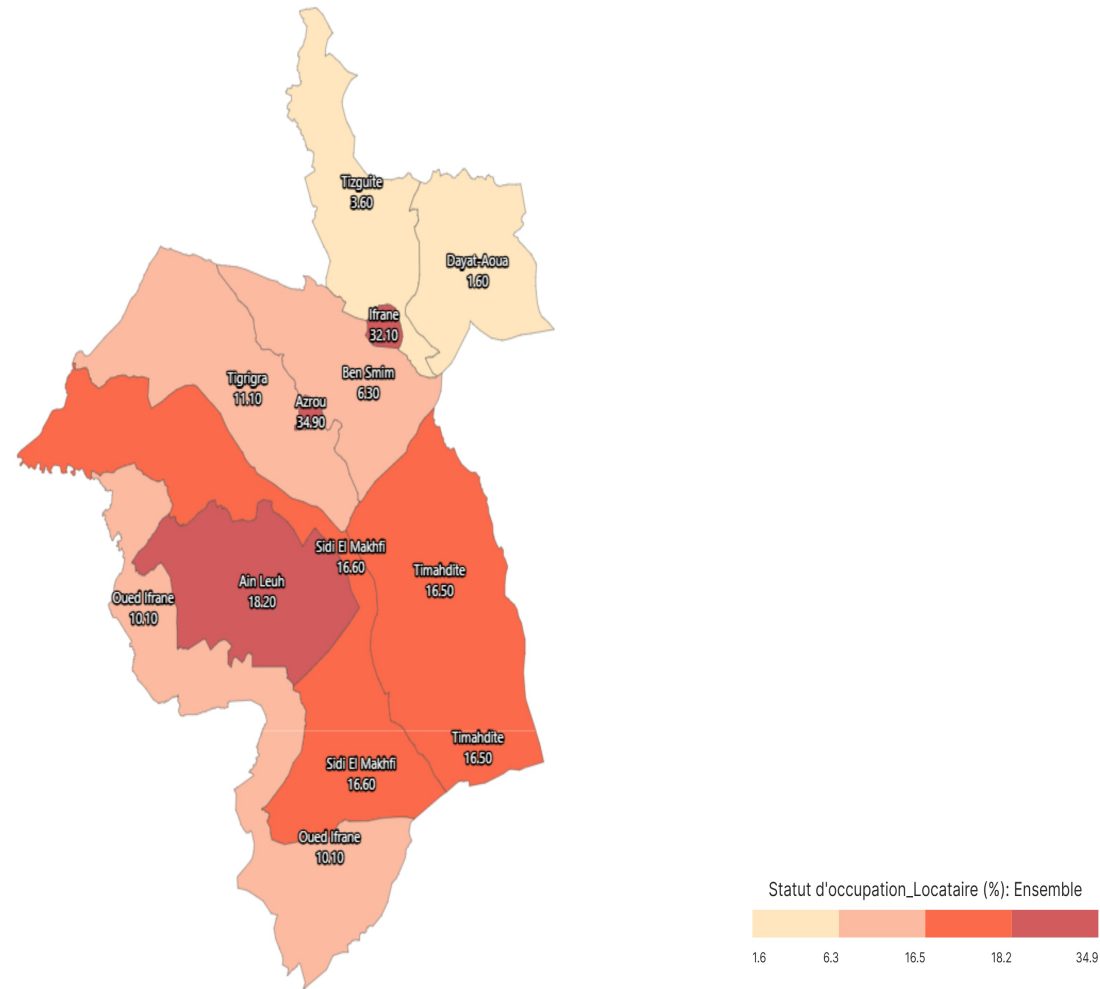 Tizguite
3.60
Dayat-Aoua
1.60
Ifrane
32.10
Ben Smim
6.30
Tigrigra
11.10
Azrou
34.90
Sidi El Makhfi
16.60
Timahdite
16.50
Ain Leuh
18.20
Oued Ifrane
10.10
Timahdite
16.50
Sidi El Makhfi
16.60
Oued Ifrane
10.10
Statut d'occupation_Locataire (%): Ensemble
1.6 6.3 16.5 18.2 34.9